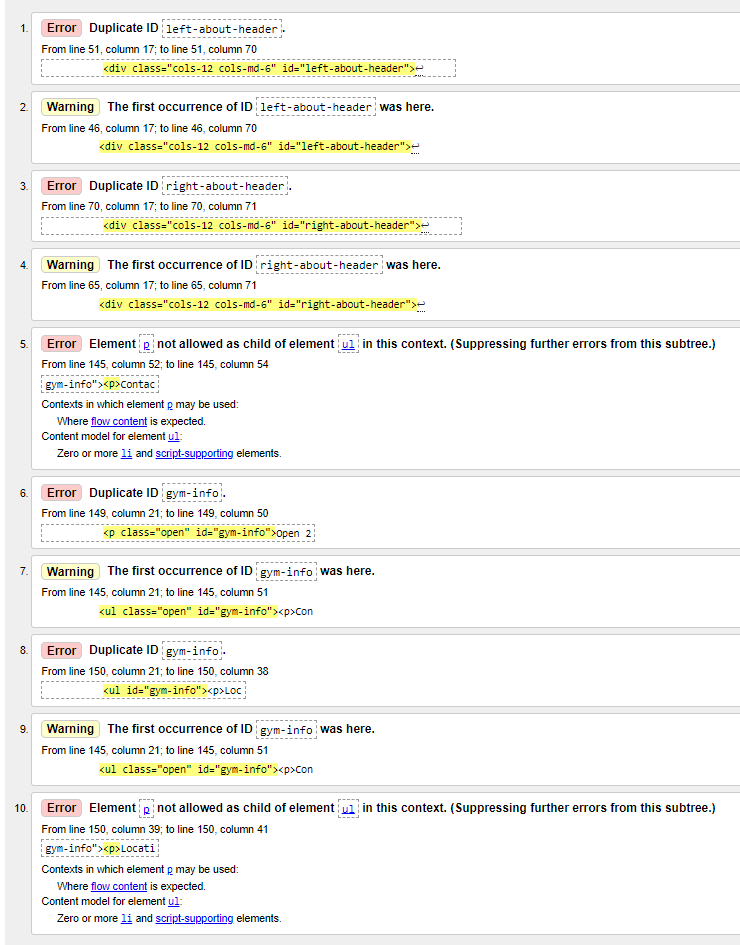 1. Error Duplicate ID left-about-header.
From line 51, column 17; to line 51, column 70
<div class="cols-12 cols-md-6" id="left-about-header">↩
2. Warning The first occurrence of ID left-about-header was here.
From line 46, column 17; to line 46, column 70
<div class="cols-12 cols-md-6" id="left-about-header">↩
3. Error Duplicate ID right-about-header.
From line 70, column 17; to line 70, column 71
<div class="cols-12 cols-md-6" id="right-about-header">↩
4. Warning The first occurrence of ID right-about-header was here.
From line 65, column 17; to line 65, column 71
<div class="cols-12 cols-md-6" id="right-about-header">↩
5. Error Element p not allowed as child of element ul in this context. (Suppressing further errors from this subtree.)
From line 145, column 52; to line 145, column 54
gym-info"><p>Contac
Contexts in which element p may be used:
Where flow content is expected.
Content model for element ul:
Zero or more li and script-supporting elements.
6. Error Duplicate ID gym-info.
From line 149, column 21; to line 149, column 50
<p class="open" id="gym-info">Open 2
7. Warning The first occurrence of ID gym-info was here.
From line 145, column 21; to line 145, column 51
<ul class="open" id="gym-info"><p>Con
8. Error Duplicate ID gym-info.
From line 150, column 21; to line 150, column 38
<ul id="gym-info"><p>Loc
9. Warning The first occurrence of ID gym-info was here.
From line 145, column 21; to line 145, column 51
<ul class="open" id="gym-info"><p>Con
10. Error Element p not allowed as child of element ul in this context. (Suppressing further errors from this subtree.)
From line 150, column 39; to line 150, column 41
gym-info"><p>Locati
Contexts in which element p may be used:
Where flow content is expected.
Content model for element ul:
Zero or more li and script-supporting elements.